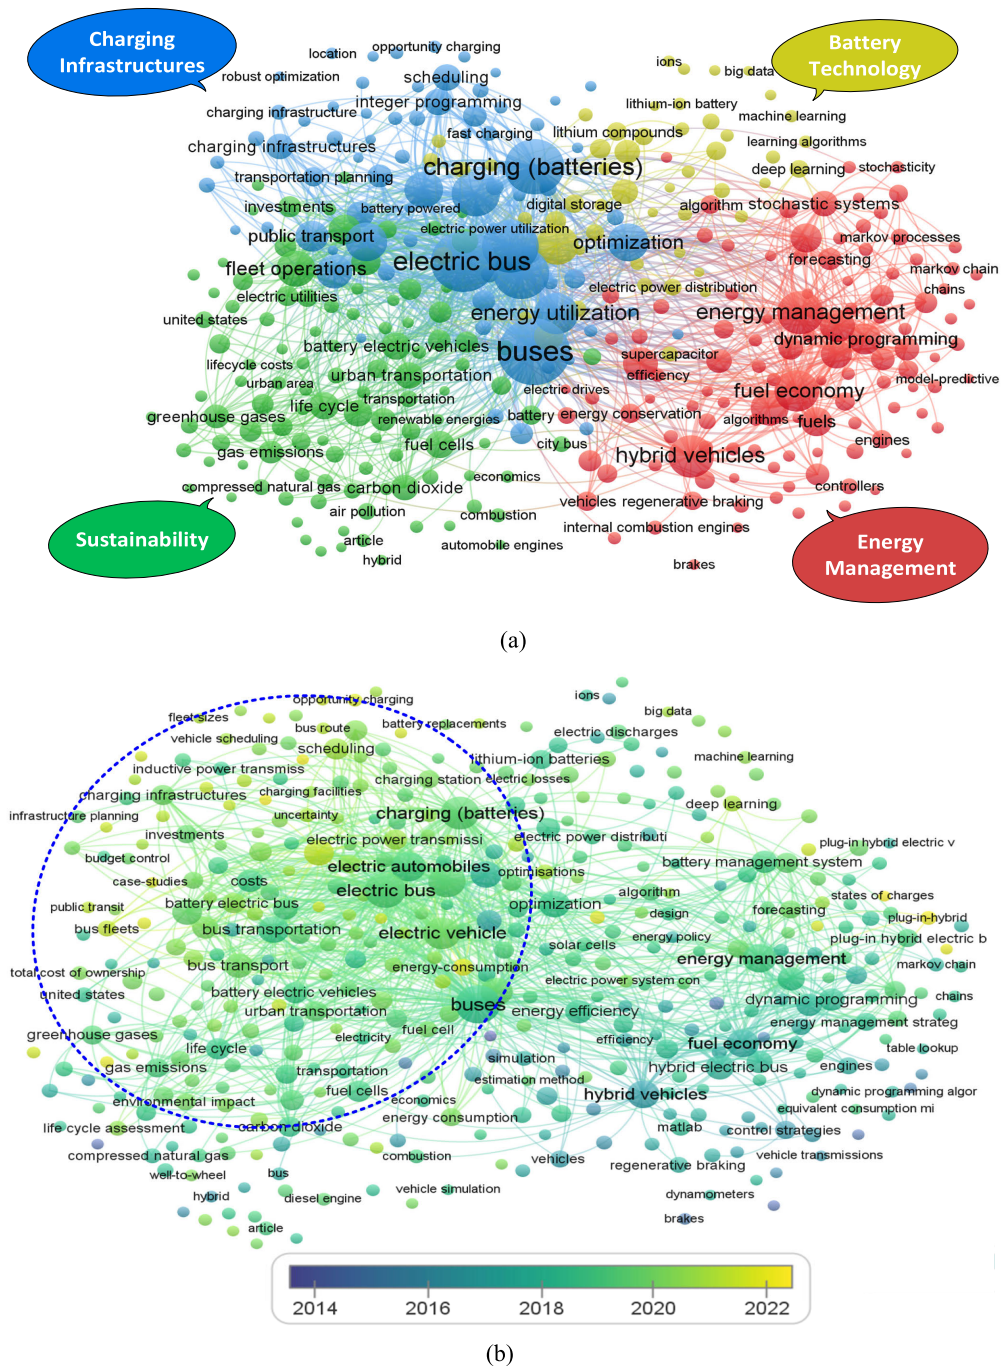 (a)
Charging
Infrastructures
Battery
Technology
location
opportunity charging
ions
big data
robust optimization
scheduling
charging infrastructure
integer programming
lithium-ion battery
machine learning
fast charging
lithium compounds
learning algorithms
charging infrastructures
charging (batteries)
deep learning
stochasticity
transportation planning
investments
battery powered
digital storage
algorithm
stochastic systems
public transport
electric power utilization
optimization
markov processes
fleet operations
electric bus
forecasting
markov chain
electric utilities
electric power distribution
chains
united states
energy utilization
energy management
battery electric vehicles
buses
supercapacitor
dynamic programming
lifecycle costs
urban transportation
efficiency
model-predictive
urban area
electric drives
fuel economy
greenhouse gases
life cycle
transportation
renewable energies
battery
energy conservation
algorithms
fuels
gas emissions
fuel cells
city bus
hybrid vehicles
engines
compressed natural gas
carbon dioxide
economics
controllers
air pollution
combustion
vehicles
regenerative braking
Sustainability
article
hybrid
automobile engines
internal combustion engines
brakes
Energy
Management
ions
opportunity charging
fleet sizes
bus route
battery replacements
big data
vehicle scheduling
scheduling
electric discharges
inductive power transmiss
lithium-ion batteries
machine learning
charging infrastructures
charging facilities
charging station
electric losses
infrastructure planning
uncertainty
charging (batteries)
deep learning
investments
electric power transmissi
electric power distributi
plug-in hybrid electric v
budget control
electric automobiles
optimisations
battery management system
case-studies
costs
electric bus
algorithm
states of charges
public transit
battery electric bus
optimization
design
forecasting
plug-in-hybrid
bus fleets
bus transportation
electric vehicle
solar cells
energy policy
plug-in hybrid electric b
total cost of ownership
bus transport
energy-consumption
electric power system con
energy management
markov chain
united states
battery electric vehicles
buses
energy efficiency
dynamic programming
chains
urban transportation
greenhouse gases
electricity
fuel cell
efficiency
fuel economy
energy management strateg
life cycle
simulation
table lookup
gas emissions
transportation
estimation method
hybrid electric bus
engines
environmental impact
fuel cells
economics
hybrid vehicles
dynamic programming algor
life cycle assessment
carbon dioxide
energy consumption
matlab
equivalent consumption mi
control strategies
compressed natural gas
combustion
vehicles
regenerative braking
vehicle transmissions
well-to-wheel
bus
hybrid
diesel engine
vehicle simulation
dynamometers
article
brakes
2014
2016
2018
2020
2022
(b)